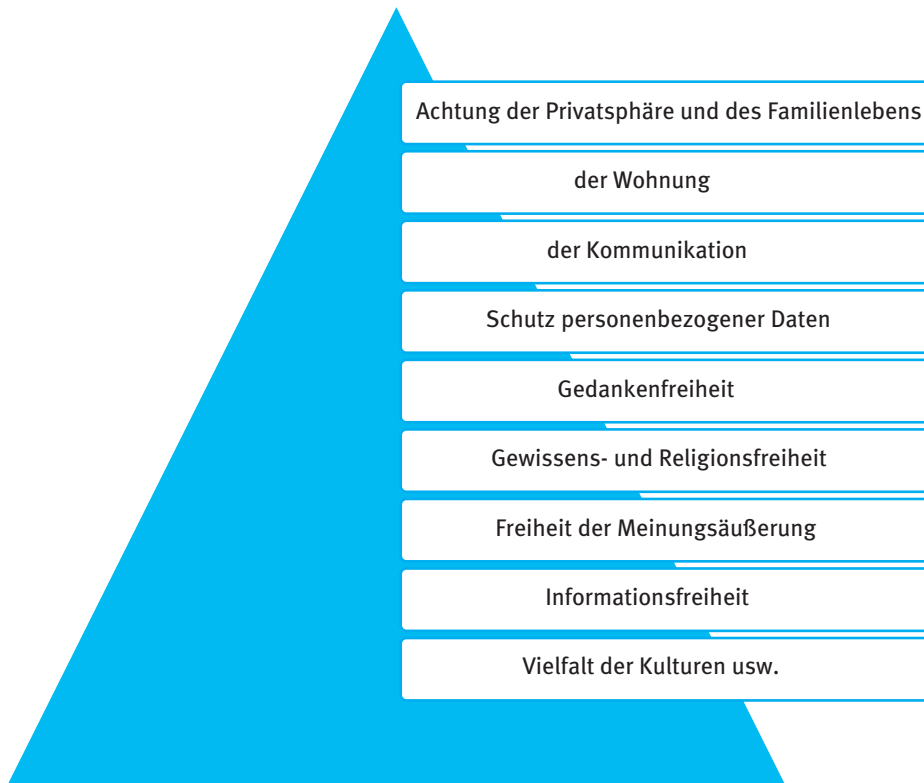 Achtung der Privatsphäre und des Familienlebens
der Wohnung
der Kommunikation
Schutz personenbezogener Daten
Gedankenfreiheit
Gewissens- und Religionsfreiheit
Freiheit der Meinungsäußerung
Informationsfreiheit
Vielfalt der Kulturen usw.